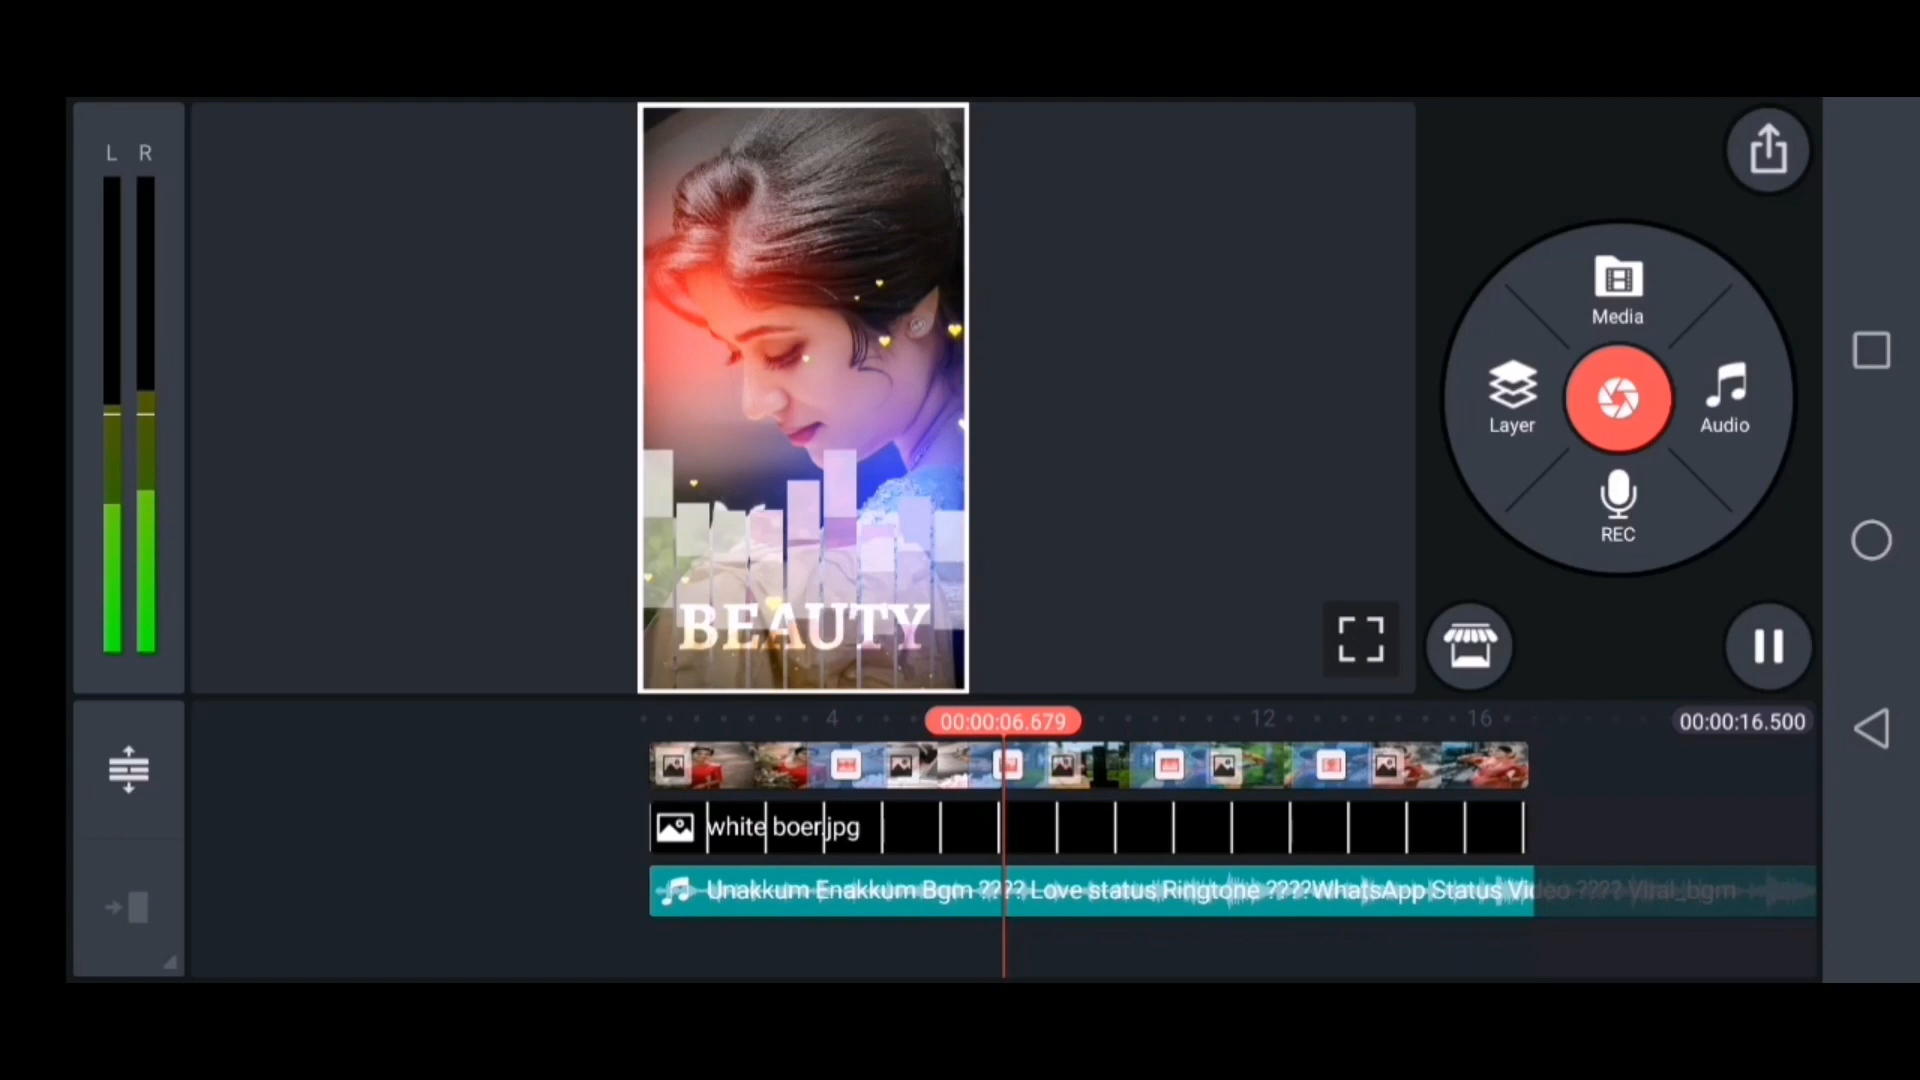 L R
Media
Layer
Audio
REC
BEAUTY
4
00:00:06.679
12
16
00:00:16.500
white boer.jpg
Unakkum Enakkum Bgm ???? Love status Ringtone ????WhatsApp Status Video ???? Viral_bgm